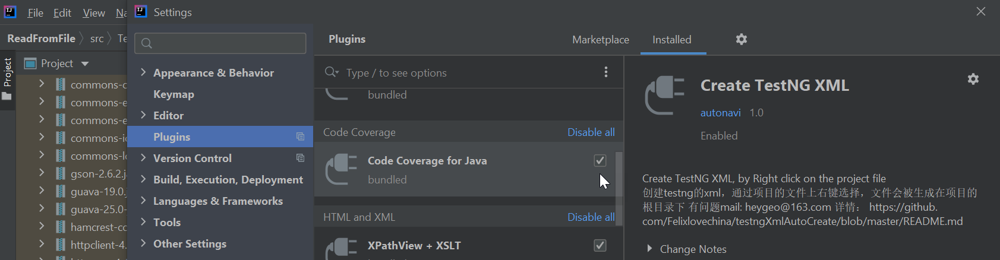 File Edit View Na
Settings
ReadFromFile src Te
Project
Project
commons-c
commons-e
commons-e
commons-io
commons-lo
gson-2.6.2.ja
guava-19.0.j
guava-25.0-
hamcrest-co
httpclient-4.
Appearance & Behavior
Keymap
Editor
Plugins
Version Control
Build, Execution, Deployment
Languages & Frameworks
Tools
Other Settings
Plugins
Marketplace
Installed
Type / to see options
bundled
Code Coverage
Disable all
Code Coverage for Java
bundled
HTML and XML
Disable all
XPathView + XSLT
Create TestNG XML
autonavi 1.0
Enabled
Create TestNG XML, by Right click on the project file
创建testng的xml，通过项目的文件上右键选择，文件会被生成在项目的
根目录下 有问题mail: heygeo@163.com 详情： https://github.
com/Felixlovechina/testngXmlAutoCreate/blob/master/README.md
Change Notes